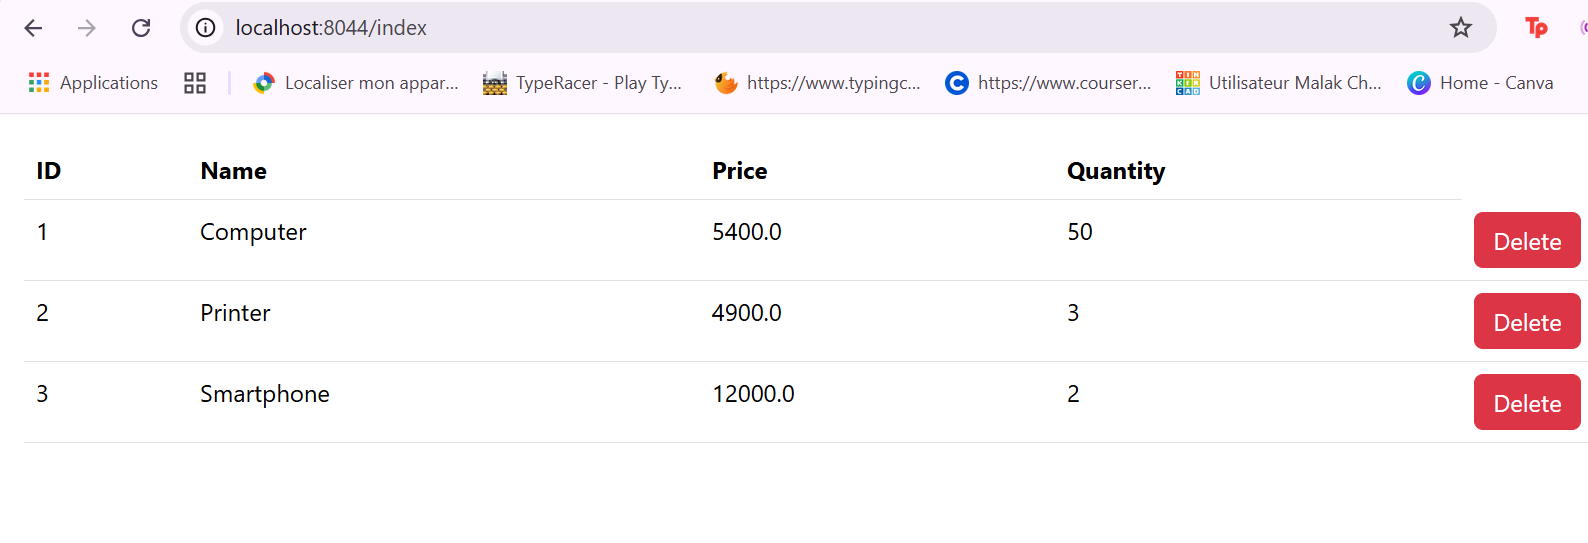 localhost:8044/index
Tp
Applications Localiser mon appar... TypeRacer - Play Ty... https://www.typingc... https://www.courser... Utilisateur Malak Ch... Home - Canva
ID Name Price Quantity
1 Computer 5400.0 50 Delete
2 Printer 4900.0 3 Delete
3 Smartphone 12000.0 2 Delete